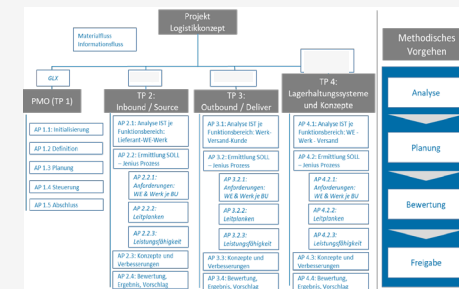 Projekt
Logistikkonzept
Materialfluss
Informationsfluss
Methodisches
Vorgehen
GLX
PMO (TP 1)
AP 1.1: Initialisierung
AP 1.2 Definition
AP 1.3 Planung
AP 1.4 Steuerung
AP 1.5 Abschluss
TP 2:
Inbound / Source
AP 2.1: Analyse IST je
Funktionsbereich:
Lieferant-WE-Werk
AP 2.2: Ermittlung SOLL
– Jenius Prozess
AP 2.2.1:
Anforderungen:
WE & Werk je BU
AP 2.2.2:
Leitplanken
AP 2.2.3:
Leistungsfähigkeit
AP 2.3: Konzepte und
Verbesserungen
AP 2.4: Bewertung,
Ergebnis, Vorschlag
TP 3:
Outbound / Deliver
AP 3.1: Analyse IST je
Funktionsbereich: Werk-
Versand-Kunde
AP 3.2: Ermittlung SOLL
– Jenius Prozess
AP 3.2.1:
Anforderungen:
WE & Werk je BU
AP 3.2.2:
Leitplanken
AP 3.2.3:
Leistungsfähigkeit
AP 3.3: Konzepte und
Verbesserungen
AP 3.4: Bewertung,
Ergebnis, Vorschlag
TP 4:
Lagerhaltungssysteme
und Konzepte
AP 4.1: Analyse IST je
Funktionsbereich: WE -
Werk - Versand
AP 4.2: Ermittlung SOLL
– Jenius Prozess
AP 4.2.1:
Anforderungen:
WE & Werk je BU
AP 4.2.2:
Leitplanken
AP 4.2.3:
Leistungsfähigkeit
AP 4.3: Konzepte und
Verbesserungen
AP 4.4: Bewertung,
Ergebnis, Vorschlag
Analyse
Planung
Bewertung
Freigabe